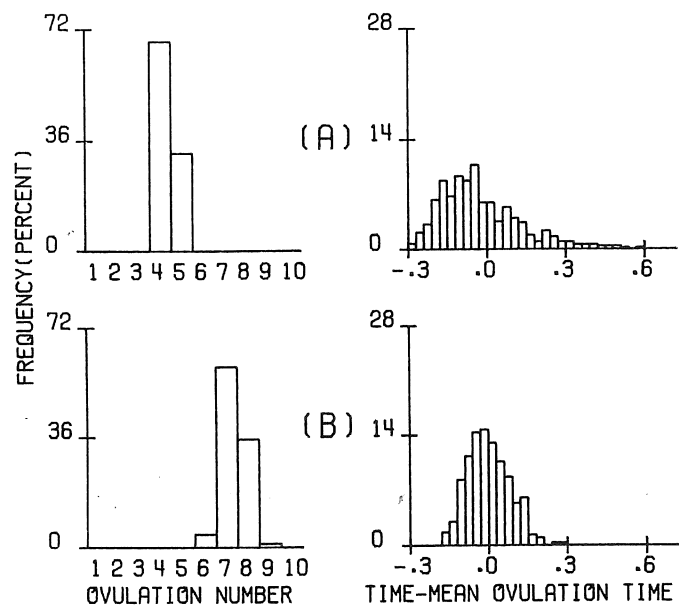 FREQUENCY(PERCENT)
72
36
0
1 2 3 4 5 6 7 8 9 10
(A)
28
14
0
-.3 .0 .3 .6
72
36
0
1 2 3 4 5 6 7 8 9 10
OVULATION NUMBER
(B)
28
14
0
-.3 .0 .3 .6
TIME-MEAN OVULATION TIME